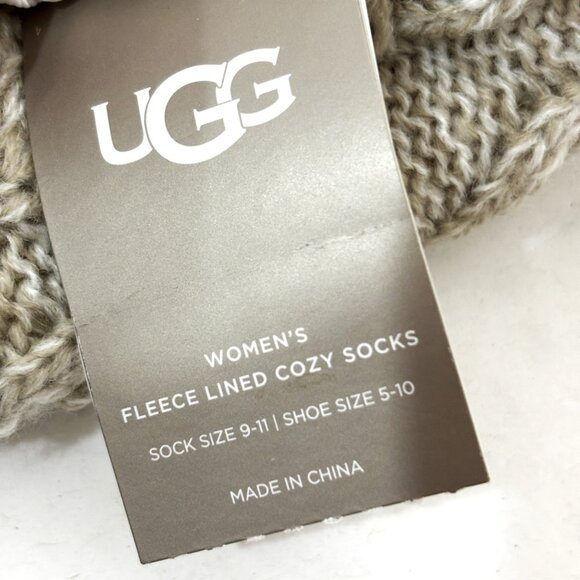 UGG
WOMEN'S
FLEECE LINED COZY SOCKS
SOCK SIZE 9-11 | SHOE SIZE 5-10
MADE IN CHINA